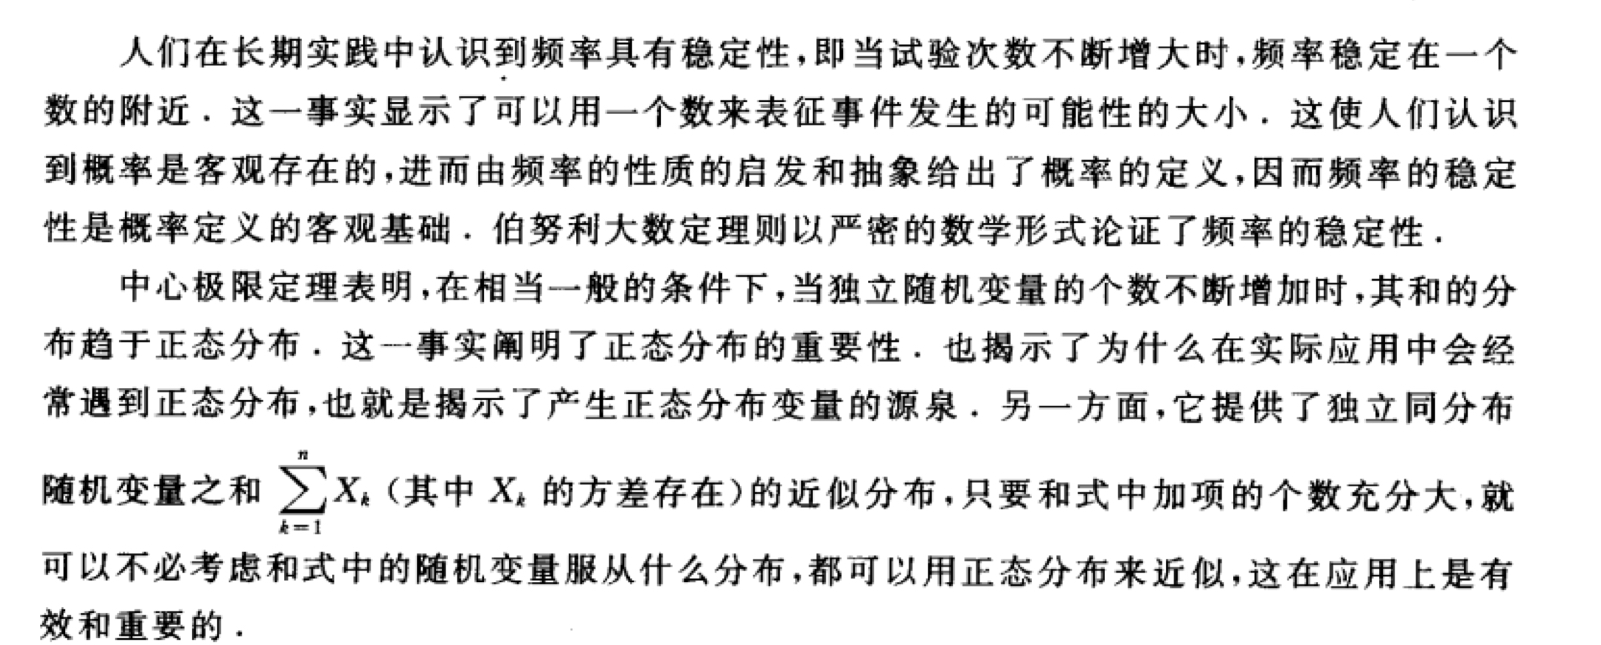 人们在长期实践中认识到频率具有稳定性,即当试验次数不断增大时,频率稳定在一个
数的附近.这一事实显示了可以用一个数来表征事件发生的可能性的大小.这使人们认识
到概率是客观存在的,进而由频率的性质的启发和抽象给出了概率的定义,因而频率的稳定
性是概率定义的客观基础.伯努利大数定理则以严密的数学形式论证了频率的稳定性.
中心极限定理表明,在相当一般的条件下,当独立随机变量的个数不断增加时,其和的分
布趋于正态分布.这一事实阐明了正态分布的重要性.也揭示了为什么在实际应用中会经
常遇到正态分布,也就是揭示了产生正态分布变量的源泉.另一方面,它提供了独立同分布
随机变量之和 $\sum_{k=1}^{n} X_k$ (其中 $X_k$ 的方差存在)的近似分布,只要和式中加项的个数充分大,就
可以不必考虑和式中的随机变量服从什么分布,都可以用正态分布来近似,这在应用上是有
效和重要的.